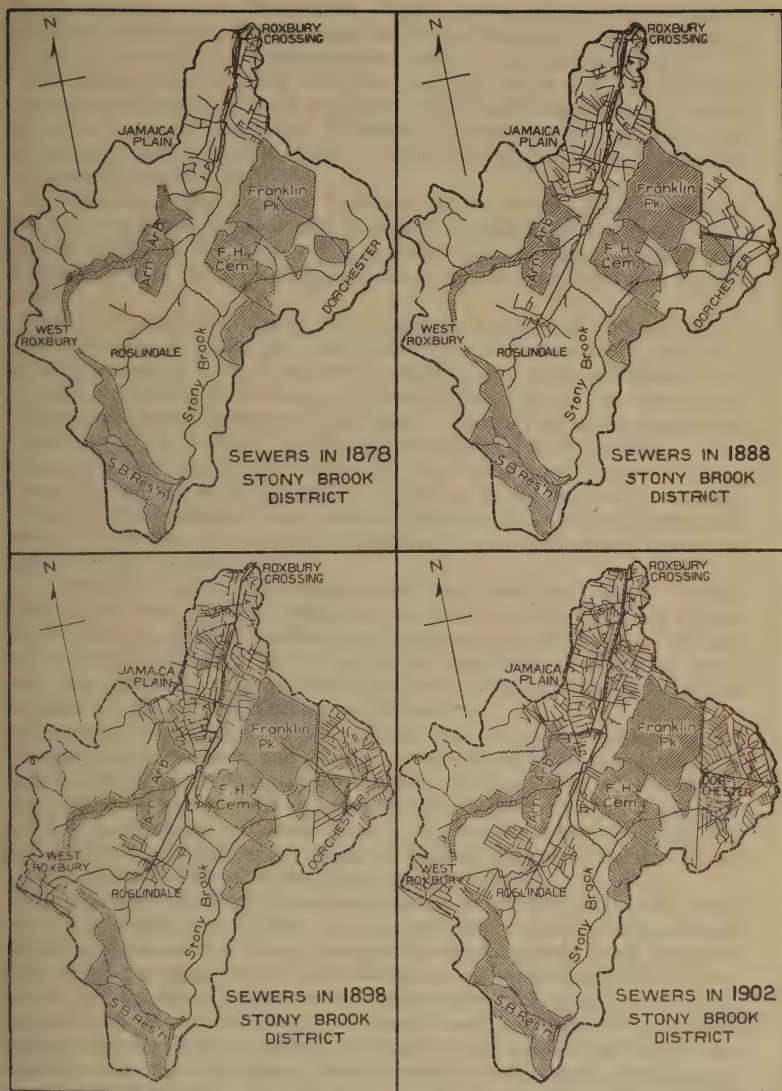 N
ROXBURY
CROSSING
JAMAICA
PLAIN
Franklin
Pk.
Arn. Arb.
F. H.
Cem.
DORCHESTER
WEST
ROXBURY
ROSLINDALE
Stony Brook
S.B.Res'n.
SEWERS IN 1878
STONY BROOK
DISTRICT
N
ROXBURY
CROSSING
JAMAICA
PLAIN
Franklin
Pk.
Arn. Arb.
F. H.
Cem.
DORCHESTER
WEST
ROXBURY
ROSLINDALE
Stony Brook
S.B.Res'n.
SEWERS IN 1888
STONY BROOK
DISTRICT
N
ROXBURY
CROSSING
JAMAICA
PLAIN
Franklin
Pk.
Arn. Arb.
F. H.
Cem.
DORCHESTER
WEST
ROXBURY
ROSLINDALE
Stony Brook
S.B.Res'n.
SEWERS IN 1898
STONY BROOK
DISTRICT
N
ROXBURY
CROSSING
JAMAICA
PLAIN
Franklin
Pk.
Arn. Arb.
F. H.
Cem.
DOR-
CHESTER
WEST
ROXBURY
ROSLINDALE
Stony Brook
S.B.Res'n.
SEWERS IN 1902
STONY BROOK
DISTRICT